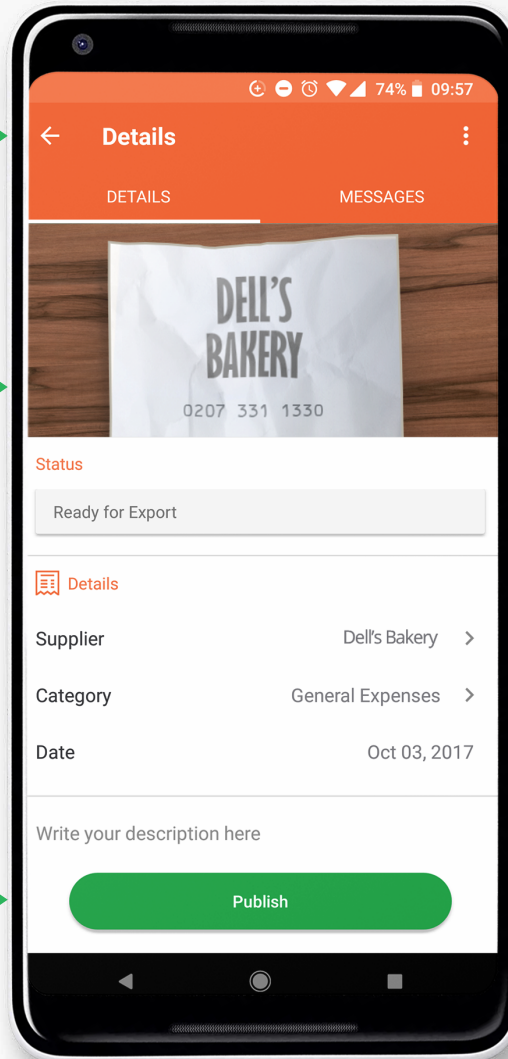 74% 09:57
Details
DETAILS MESSAGES
DELL'S
BAKERY
0207 331 1330
Status
Ready for Export
Details
Supplier Dell's Bakery
Category General Expenses
Date Oct 03, 2017
Write your description here
Publish